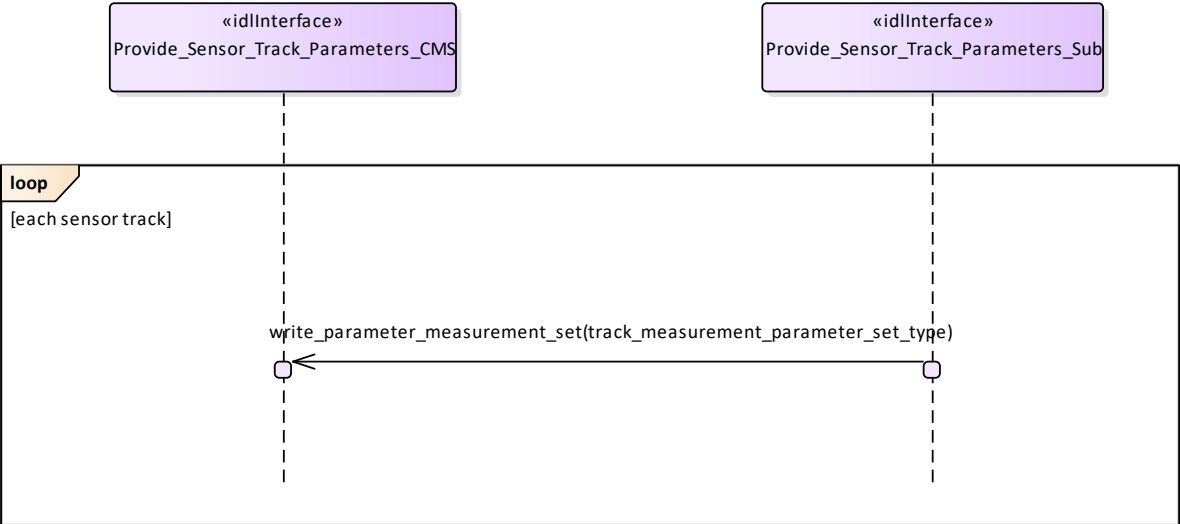 «idlInterface»
Provide_Sensor_Track_Parameters_CMS
«idlInterface»
Provide_Sensor_Track_Parameters_Sub
loop
[each sensor track]
write_parameter_measurement_set(track_measurement_parameter_set_type)